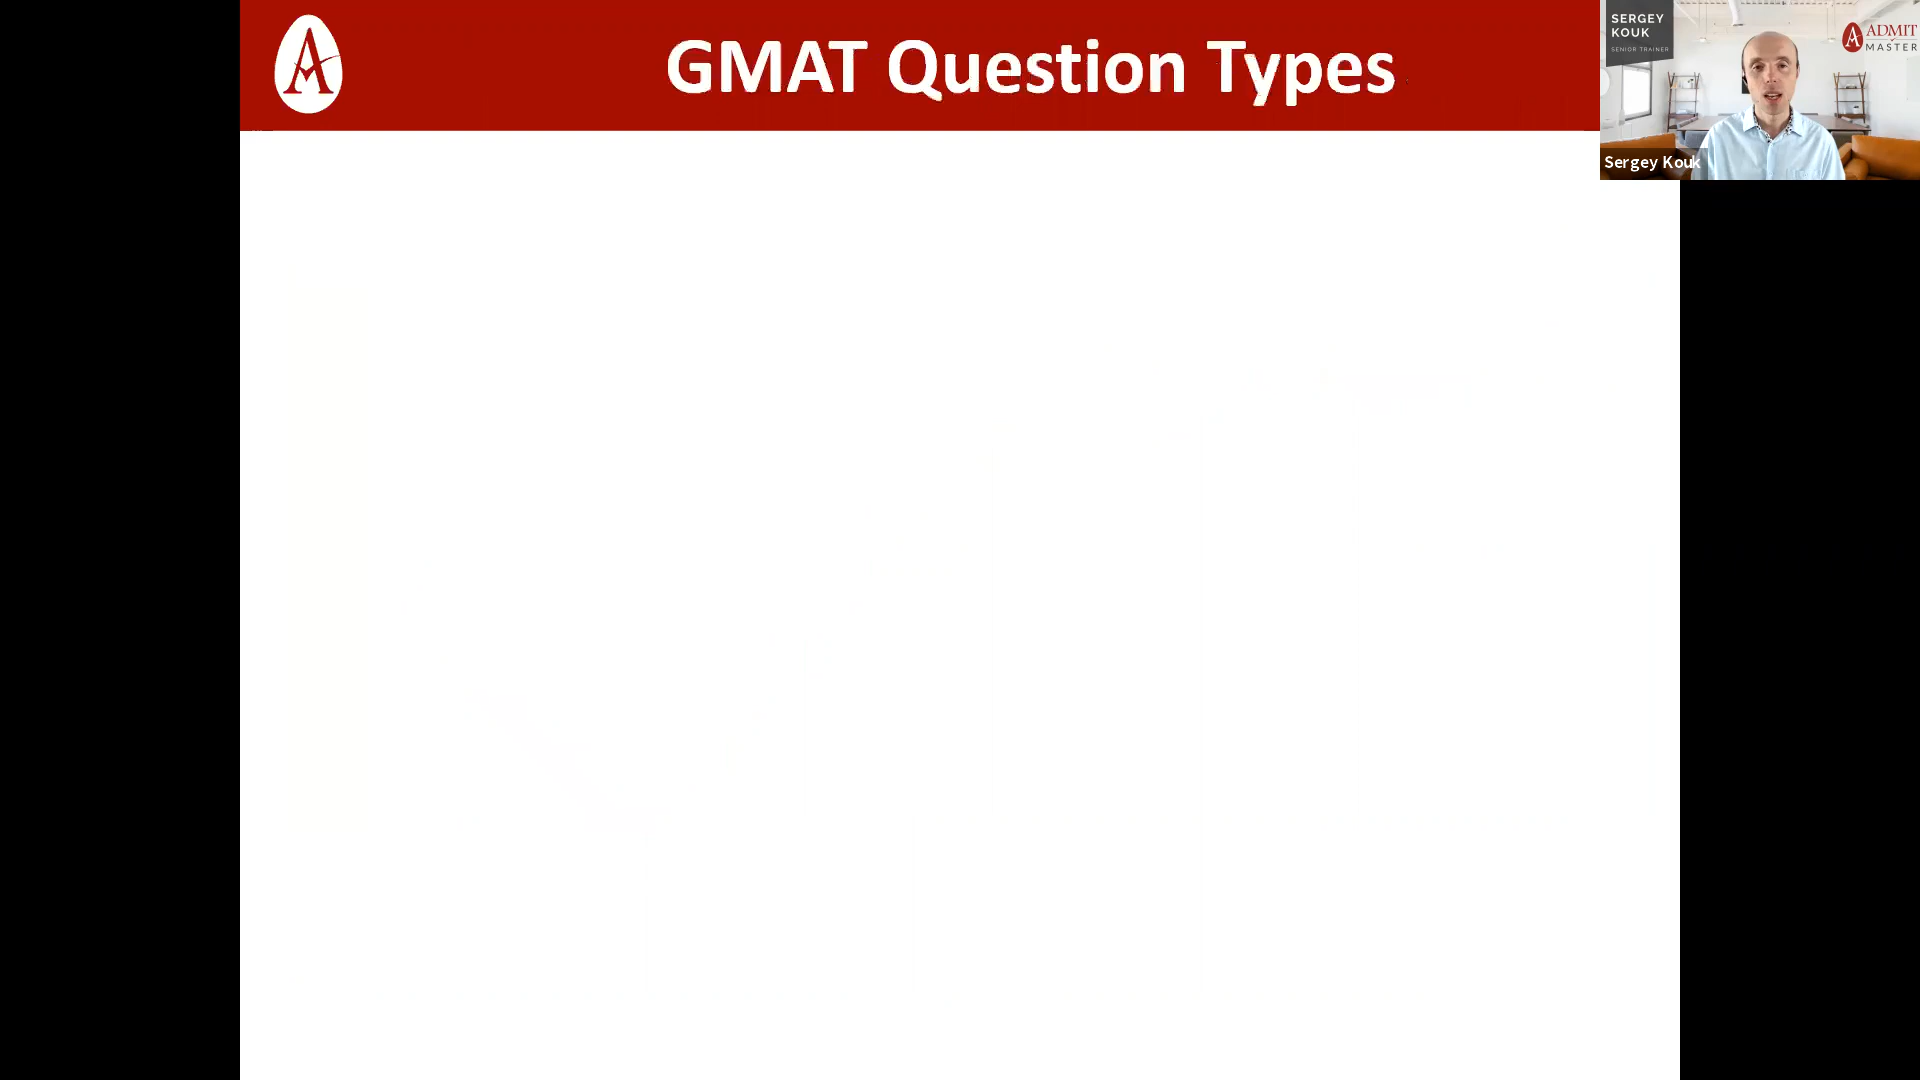 GMAT Question Types
SERGEY
KOUK
SENIOR TRAINER
ADMIT
MASTER
Sergey Kouk